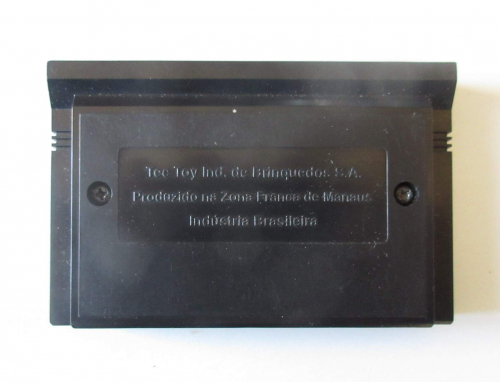 Tec Toy Ind. de Brinquedos S.A.
Produzido na Zona Franca de Manaus
Indústria Brasileira